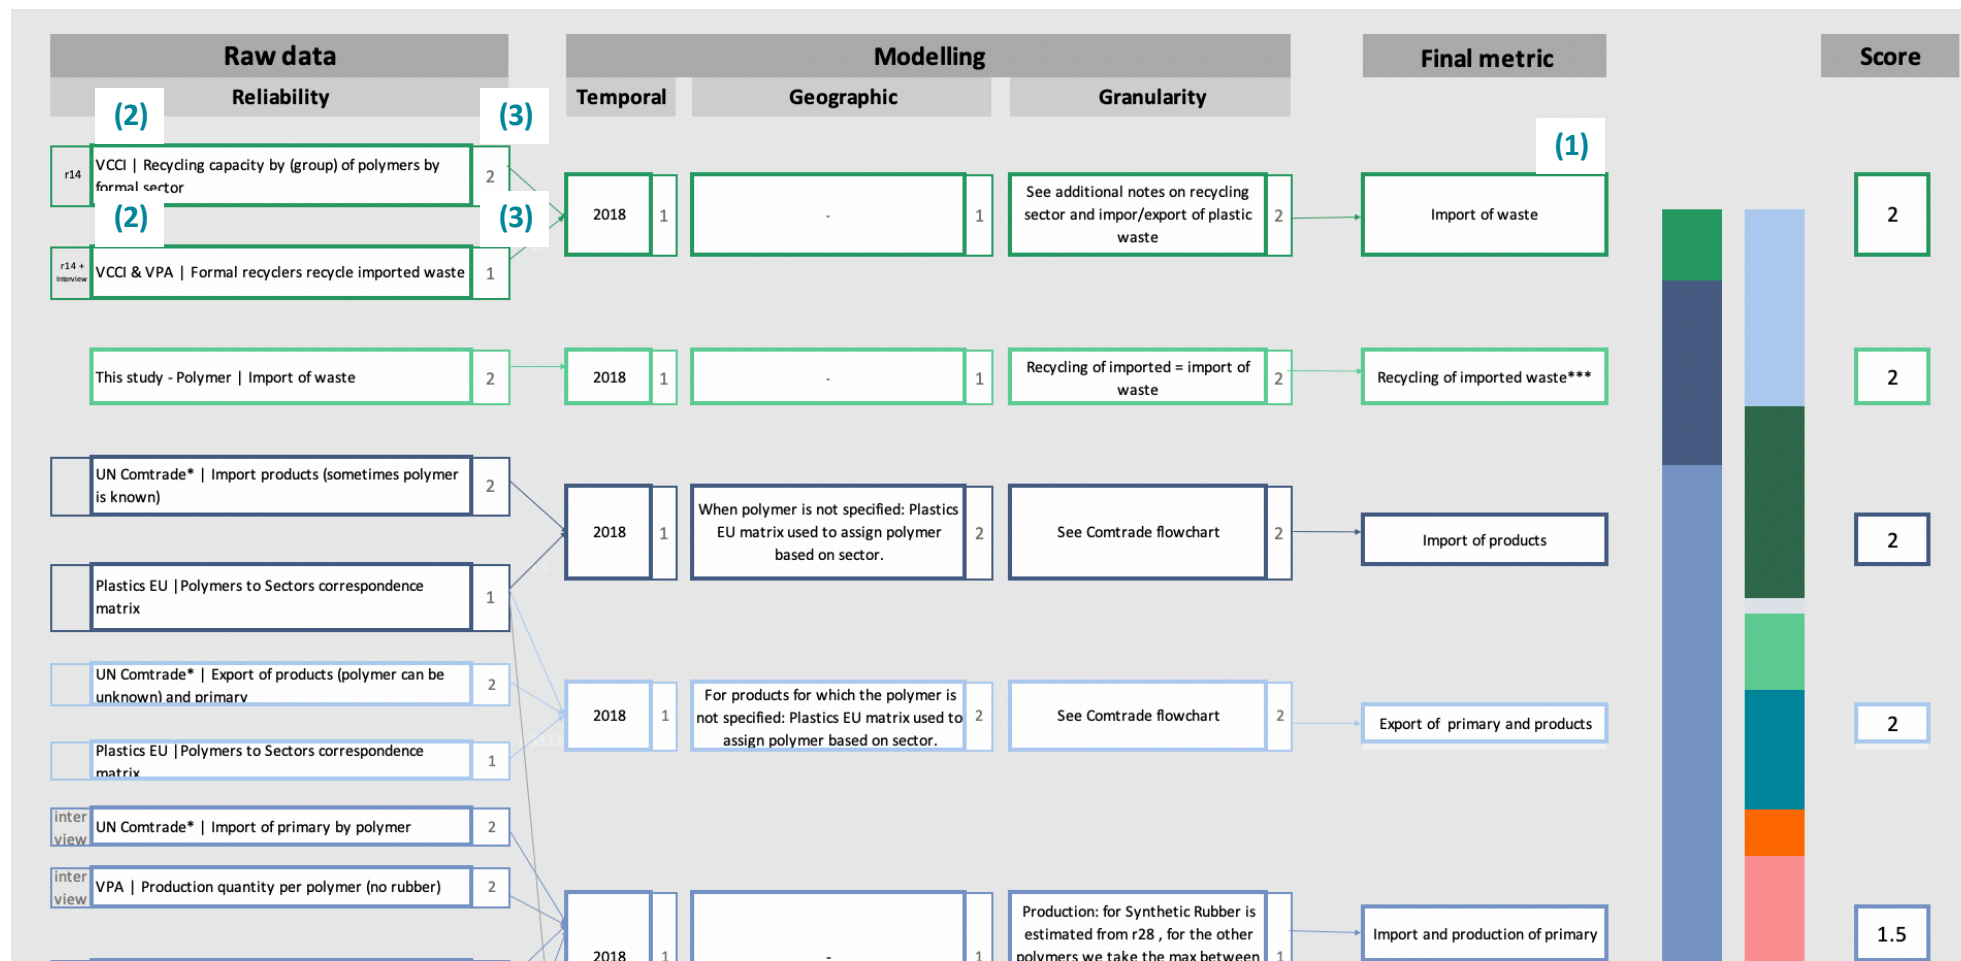 Raw data
Modelling
Final metric
Score
Reliability
Temporal
Geographic
Granularity
(2)
(3)
(1)
r14
VCCI | Recycling capacity by (group) of polymers by
formal sector
2
(2)
(3)
r14 +
Interview
VCCI & VPA | Formal recyclers recycle imported waste
1
2018
1
-
1
See additional notes on recycling
sector and impor/export of plastic
waste
2
Import of waste
2
This study - Polymer | Import of waste
2
2018
1
-
1
Recycling of imported = import of
waste
2
Recycling of imported waste***
2
UN Comtrade* | Import products (sometimes polymer
is known)
2
Plastics EU |Polymers to Sectors correspondence
matrix
1
2018
1
When polymer is not specified: Plastics
EU matrix used to assign polymer
based on sector.
2
See Comtrade flowchart
2
Import of products
2
UN Comtrade* | Export of products (polymer can be
unknown) and primary
2
Plastics EU |Polymers to Sectors correspondence
matrix
1
2018
1
For products for which the polymer is
not specified: Plastics EU matrix used to
assign polymer based on sector.
2
See Comtrade flowchart
2
Export of primary and products
2
inter
view
UN Comtrade* | Import of primary by polymer
2
inter
view
VPA | Production quantity per polymer (no rubber)
2
2018
1
-
1
Production: for Synthetic Rubber is
estimated from r28 , for the other
polymers we take the max between
1
Import and production of primary
1.5